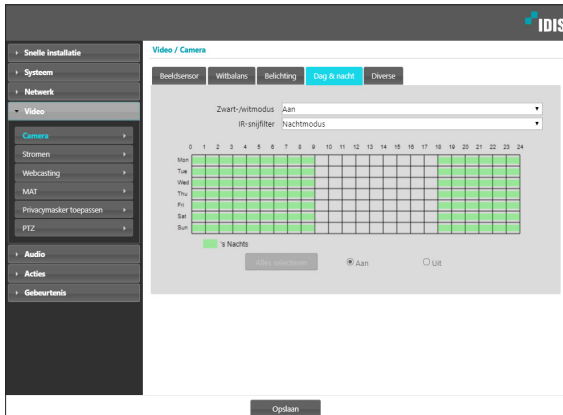 IDIS
Snelle installatie
Systeem
Netwerk
Video
Camera
Stromen
Webcasting
MAT
Privacymasker toepassen
PTZ
Audio
Acties
Gebeurtenis
Video / Camera
Beeldsensor Witbalans Belichting Dag & nacht Diverse
Zwart-/witmodus Aan
IR-snijfilter Nachtmodus
0 1 2 3 4 5 6 7 8 9 10 11 12 13 14 15 16 17 18 19 20 21 22 23 24
Mon
Tue
Wed
Thu
Fri
Sat
Sun
's Nachts
Alles selecteren Aan Uit
Opslaan